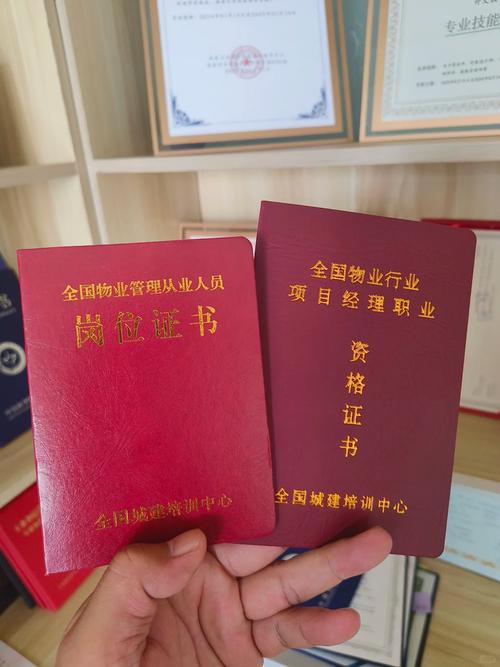 专业技能
全国物业管理从业人员
岗位证书
全国城建培训中心
全国物业行业
项目经理职业
资
格
证
书
全国城建培训中心